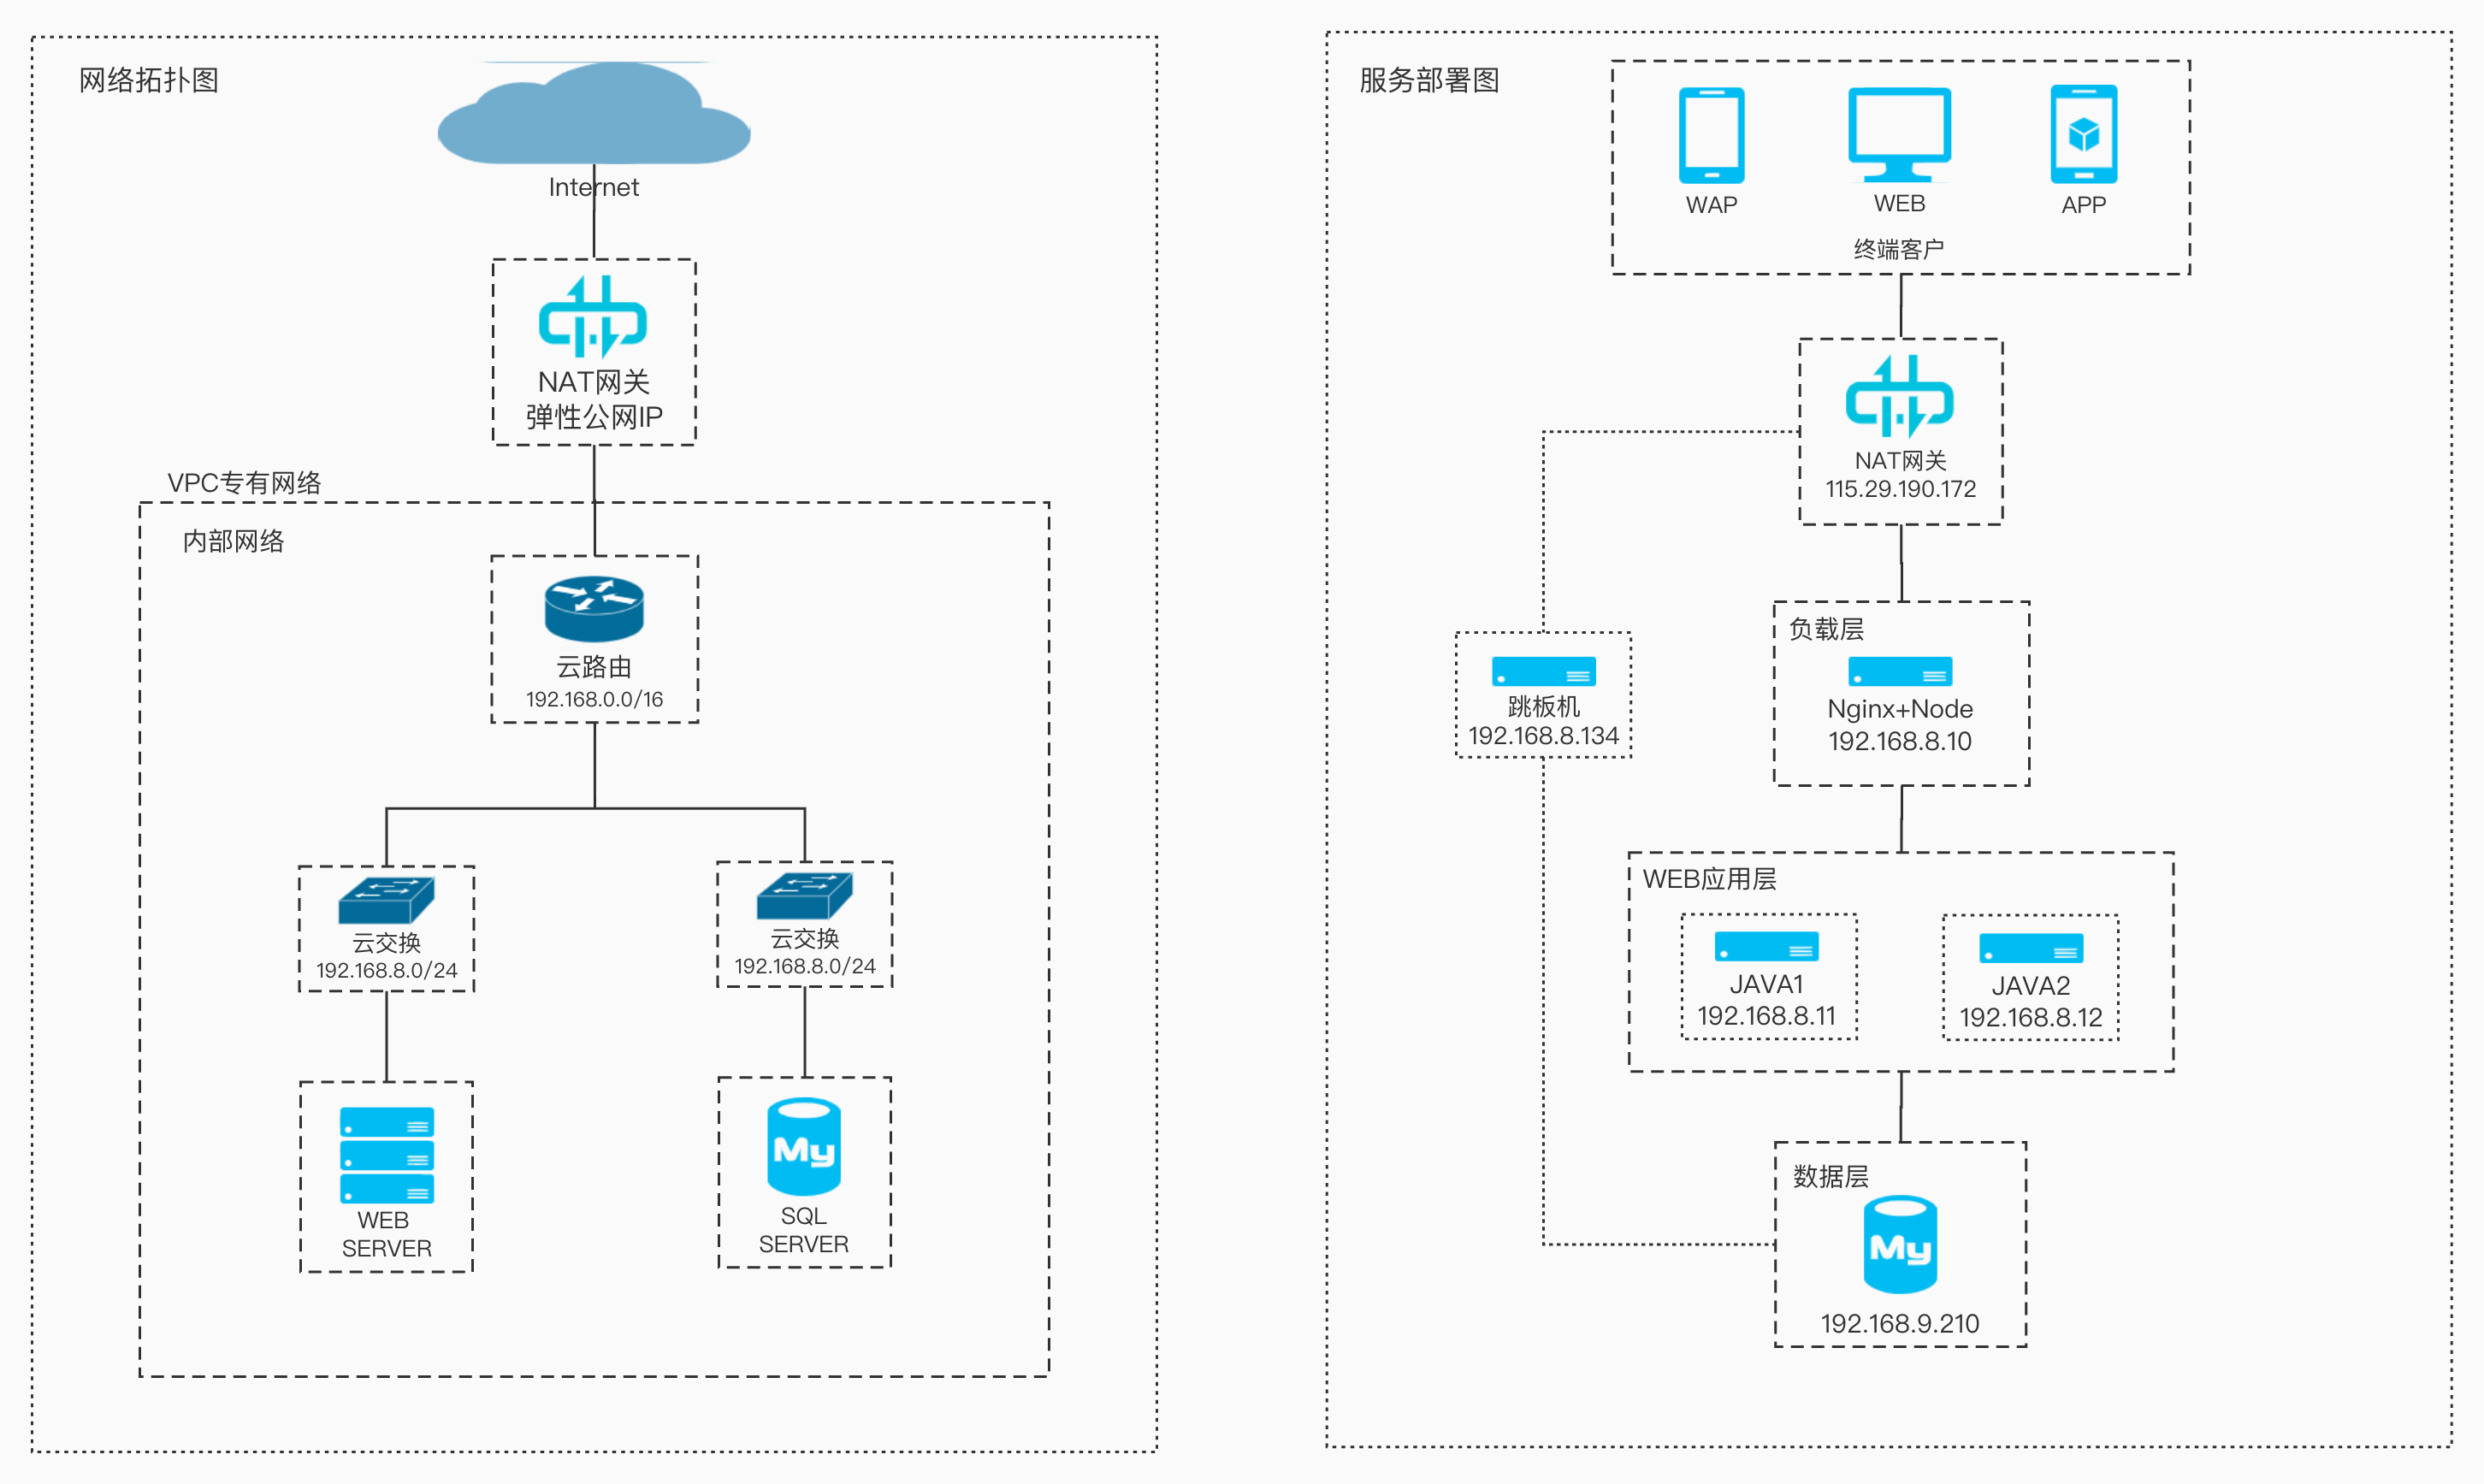 网络拓扑图
Internet
NAT网关
弹性公网IP
VPC专有网络
内部网络
云路由
192.168.0.0/16
云交换
192.168.8.0/24
云交换
192.168.8.0/24
WEB
SERVER
My
SQL
SERVER
服务部署图
WAP
WEB
APP
终端客户
NAT网关
115.29.190.172
跳板机
192.168.8.134
负载层
Nginx+Node
192.168.8.10
WEB应用层
JAVA1
192.168.8.11
JAVA2
192.168.8.12
数据层
My
192.168.9.210